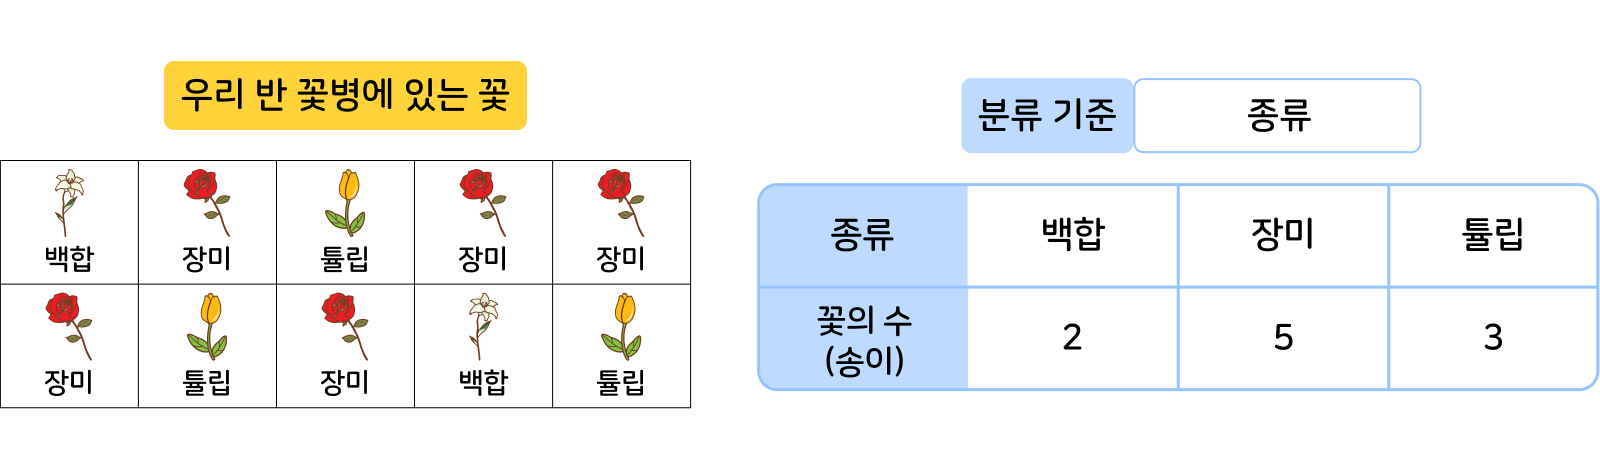 우리 반 꽃병에 있는 꽃
백합 장미 튤립 장미 장미
장미 튤립 장미 백합 튤립
분류 기준 종류
종류 백합 장미 튤립
꽃의 수
(송이) 2 5 3